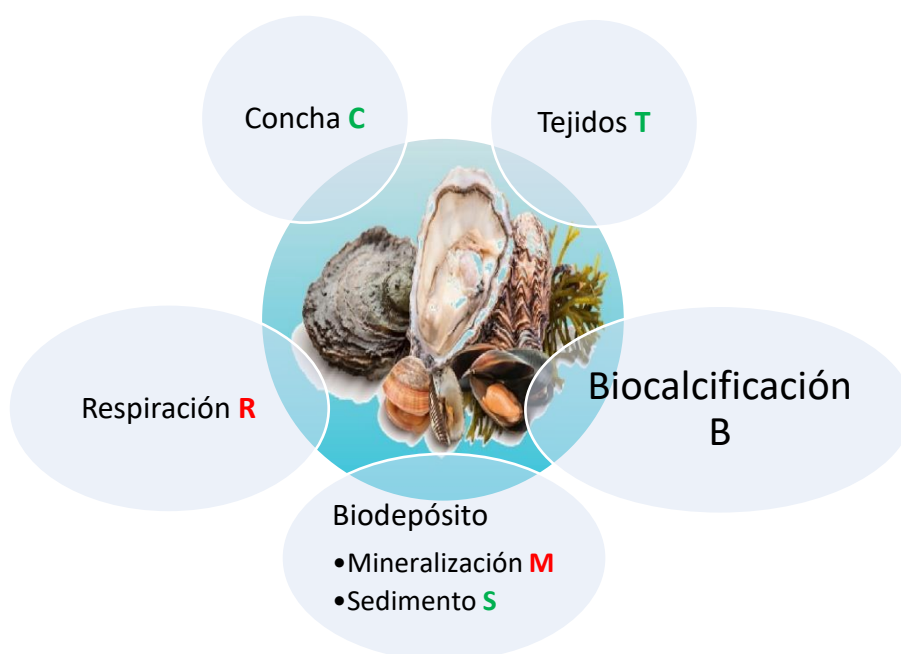 Concha C
Tejidos T
Respiración R
Biocalcificación
B
Biodepósito
•Mineralización M
•Sedimento S